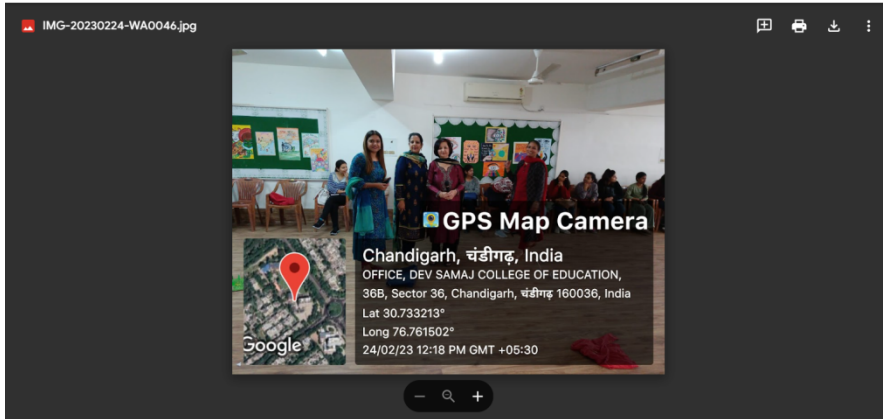 IMG-20230224-WA0046.jpg
GPS Map Camera
Chandigarh, चंडीगढ़, India
OFFICE, DEV SAMAJ COLLEGE OF EDUCATION,
36B, Sector 36, Chandigarh, चंडीगढ़ 160036, India
Lat 30.733213°
Long 76.761502°
24/02/23 12:18 PM GMT +05:30
Google